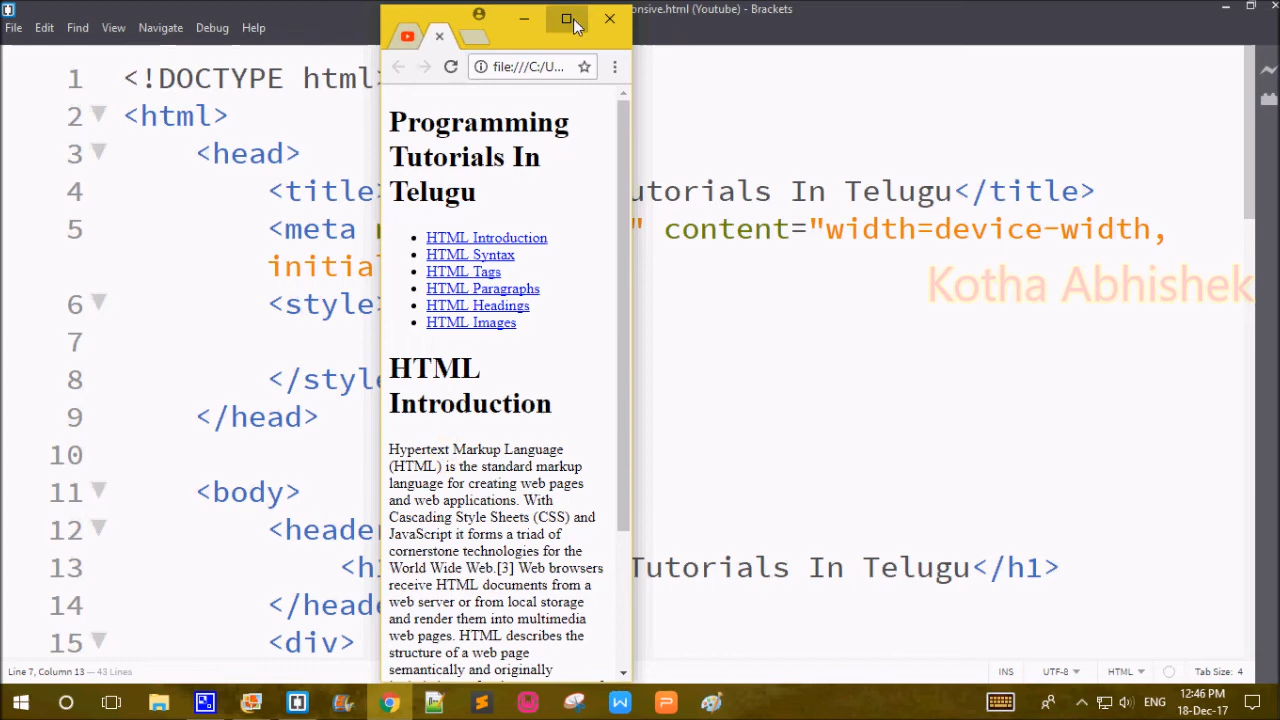 onsive.html (Youtube) - Brackets
File Edit Find View Navigate Debug Help
file:///C:/U...
1 <!DOCTYPE html
2 <html>
3 <head>
4 <title
utorials In Telugu</title>
5 <meta
" content="width=device-width,
initial
6 <style
7
8 </style
9 </head>
10
11 <body>
12 <header
13 <h
Tutorials In Telugu</h1>
14 </header
15 <div>
Programming
Tutorials In
Telugu
• HTML Introduction
• HTML Syntax
• HTML Tags
• HTML Paragraphs
• HTML Headings
• HTML Images
HTML
Introduction
Hypertext Markup Language
(HTML) is the standard markup
language for creating web pages
and web applications. With
Cascading Style Sheets (CSS) and
JavaScript it forms a triad of
cornerstone technologies for the
World Wide Web.[3] Web browsers
receive HTML documents from a
web server or from local storage
and render them into multimedia
web pages. HTML describes the
structure of a web page
semantically and originally
Kotha Abhishek
Line 7, Column 13 — 43 Lines
INS UTF-8 HTML Tab Size: 4
ENG
12:46 PM
18-Dec-17